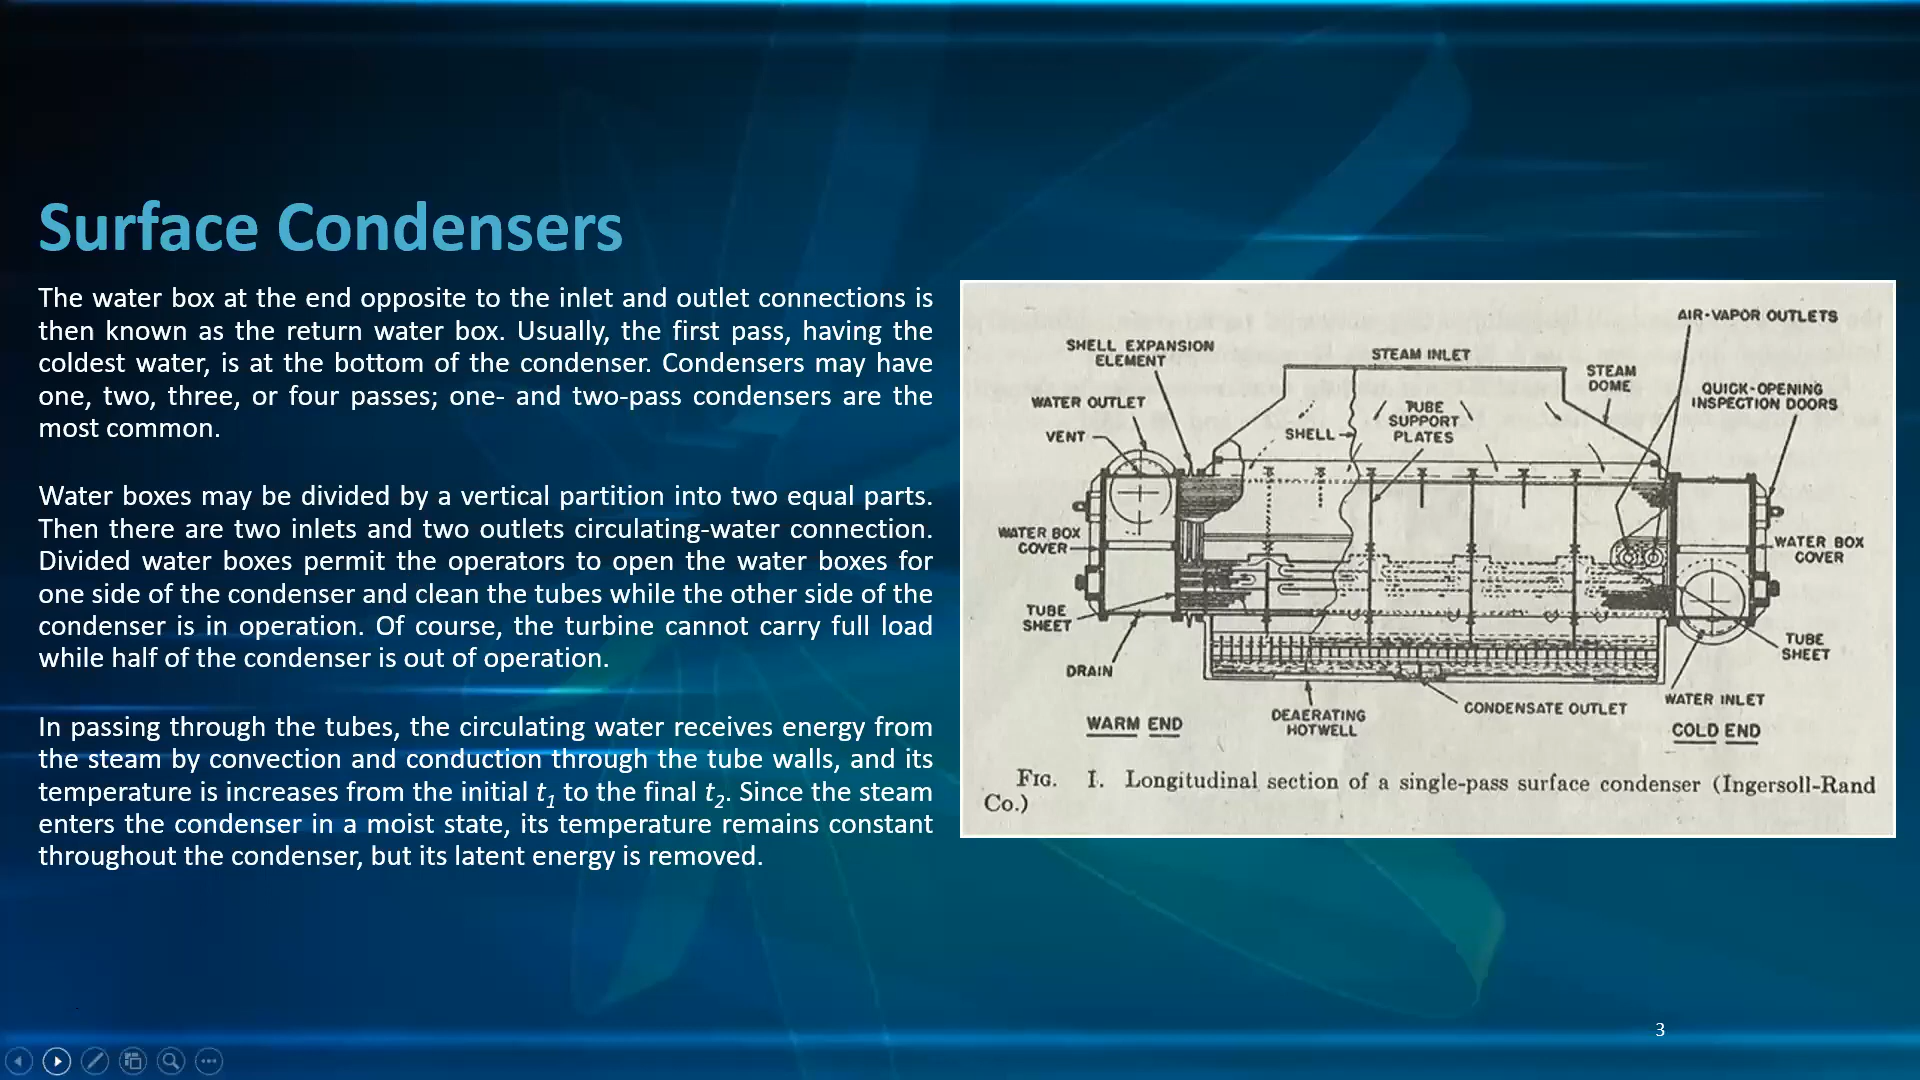 Surface Condensers
The water box at the end opposite to the inlet and outlet connections is
then known as the return water box. Usually, the first pass, having the
coldest water, is at the bottom of the condenser. Condensers may have
one, two, three, or four passes; one- and two-pass condensers are the
most common.
Water boxes may be divided by a vertical partition into two equal parts.
Then there are two inlets and two outlets circulating-water connection.
Divided water boxes permit the operators to open the water boxes for
one side of the condenser and clean the tubes while the other side of the
condenser is in operation. Of course, the turbine cannot carry full load
while half of the condenser is out of operation.
In passing through the tubes, the circulating water receives energy from
the steam by convection and conduction through the tube walls, and its
temperature is increases from the initial t1 to the final t2. Since the steam
enters the condenser in a moist state, its temperature remains constant
throughout the condenser, but its latent energy is removed.
AIR-VAPOR OUTLETS
SHELL EXPANSION
ELEMENT
STEAM INLET
STEAM
DOME
QUICK-OPENING
INSPECTION DOORS
WATER OUTLET
TUBE
SUPPORT
PLATES
VENT
SHELL
WATER BOX
COVER
WATER BOX
COVER
TUBE
SHEET
TUBE
SHEET
DRAIN
WATER INLET
DEAERATING
HOTWELL
CONDENSATE OUTLET
WARM END
COLD END
FIG. I. Longitudinal section of a single-pass surface condenser (Ingersoll-Rand
Co.)
3